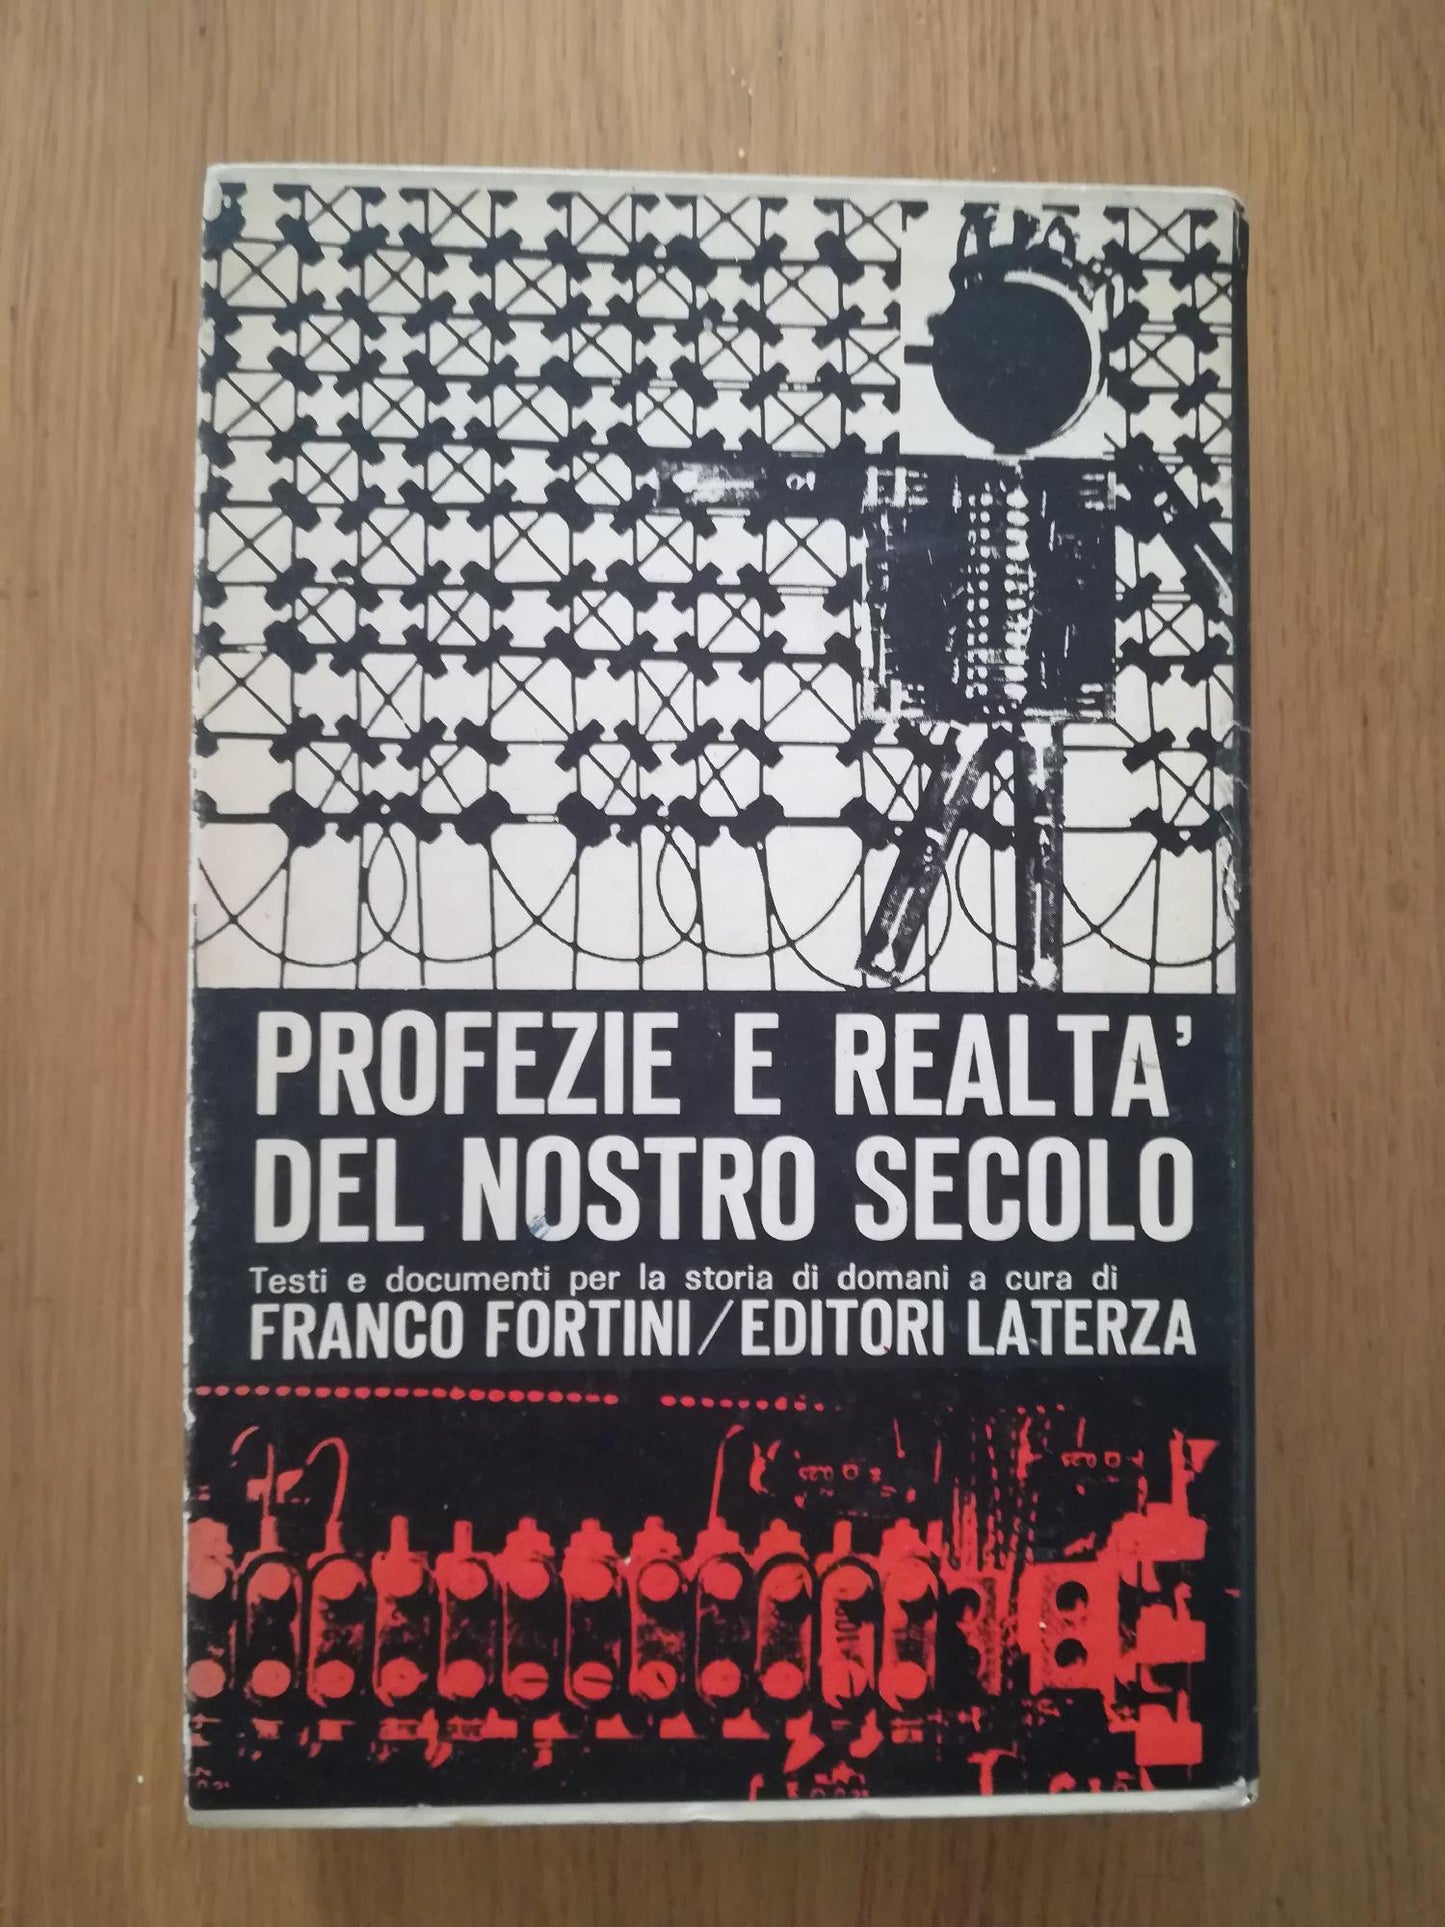 PROFEZIE E REALTA'
DEL NOSTRO SECOLO
Testi e documenti per la storia di domani a cura di
FRANCO FORTINI/EDITORI LATERZA